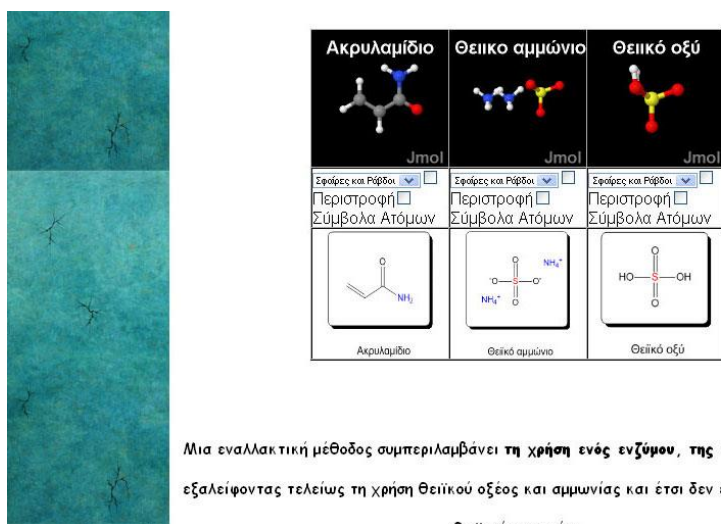 Ακρυλαμίδιο Θειικο αμμώνιο Θειικό οξύ
Jmol Jmol Jmol
Σφαίρες και Ράβδοι Σφαίρες και Ράβδοι Σφαίρες και Ράβδοι
Περιστροφή Περιστροφή Περιστροφή
Σύμβολα Ατόμων Σύμβολα Ατόμων Σύμβολα Ατόμων
O O O
NH₄⁺
⁻O S O⁻ HO S OH
NH₂ NH₄⁺ O O
Ακρυλαμίδιο Θειϊκό αμμώνιο Θειϊκό οξύ
Μια εναλλακτική μέθοδος συμπεριλαμβάνει τη χρήση ενός ενζύμου, της
εξαλείφοντας τελείως τη χρήση θειϊκού οξέος και αμμωνίας και έτσι δεν